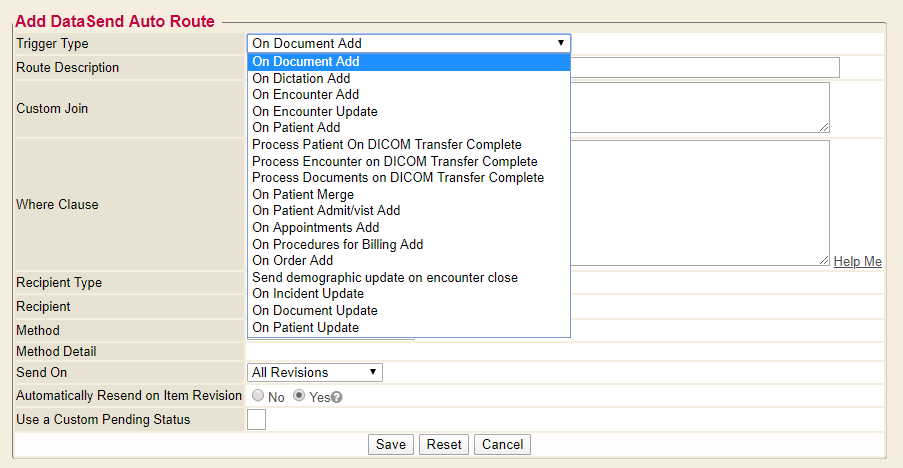 Add DataSend Auto Route
Trigger Type
On Document Add
On Document Add
On Dictation Add
On Encounter Add
On Encounter Update
On Patient Add
Process Patient On DICOM Transfer Complete
Process Encounter on DICOM Transfer Complete
Process Documents on DICOM Transfer Complete
On Patient Merge
On Patient Admit/vist Add
On Appointments Add
On Procedures for Billing Add
On Order Add
Send demographic update on encounter close
On Incident Update
On Document Update
On Patient Update
Route Description
Custom Join
Where Clause
Help Me
Recipient Type
Recipient
Method
Method Detail
Send On
All Revisions
Automatically Resend on Item Revision
No
Yes?
Use a Custom Pending Status
Save Reset Cancel